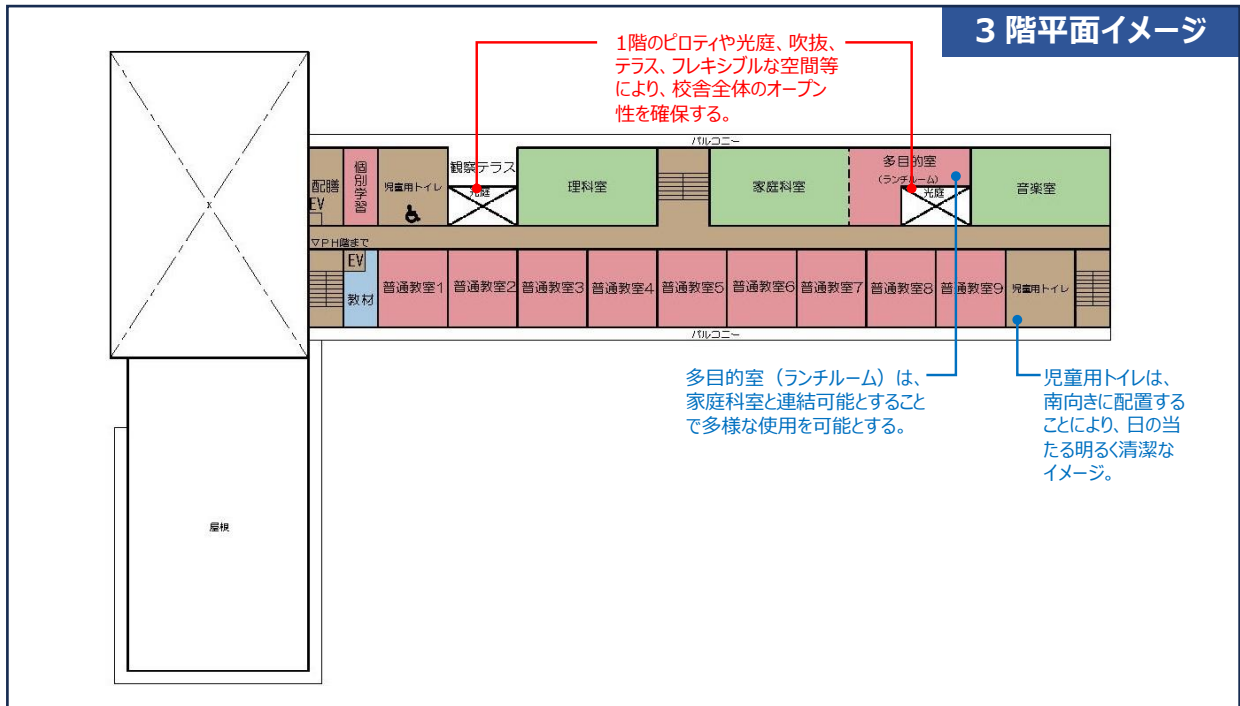 3 階平面イメージ
1階のピロティや光庭、吹抜、
テラス、フレキシブルな空間等
により、校舎全体のオープン
性を確保する。
バルコニー
配膳
EV
個別学習
児童用トイレ
観察テラス
光庭
理科室
家庭科室
多目的室
(ランチルーム)
光庭
音楽室
▽PH階まで
EV
教材
普通教室1
普通教室2
普通教室3
普通教室4
普通教室5
普通教室6
普通教室7
普通教室8
普通教室9
児童用トイレ
バルコニー
多目的室（ランチルーム）は、
家庭科室と連結可能とすること
で多様な使用を可能とする。
児童用トイレは、
南向きに配置する
ことにより、日の当
たる明るく清潔な
イメージ。
屋根